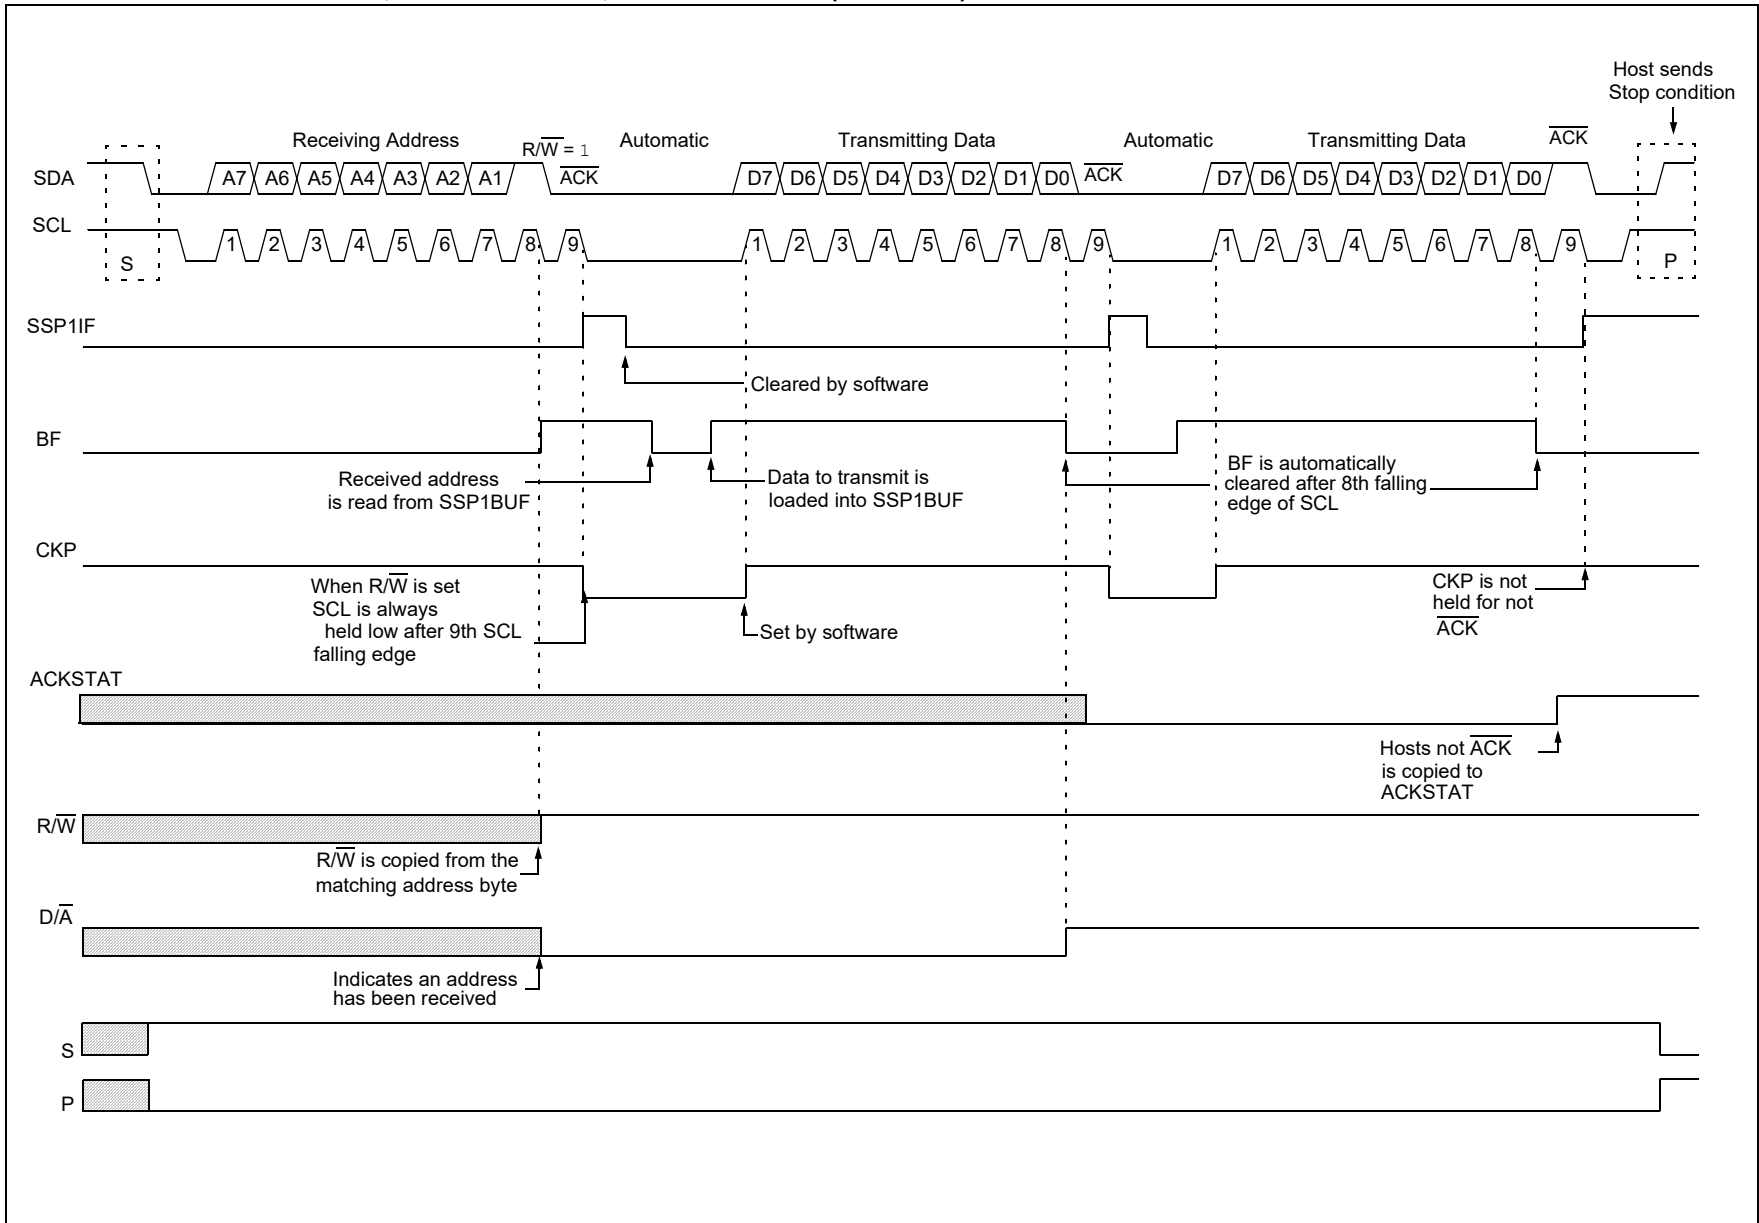 Host sends
Stop condition
Receiving Address
R/W̅ = 1
Automatic
Transmitting Data
Automatic
Transmitting Data
A̅C̅K̅
SDA
A7 A6 A5 A4 A3 A2 A1
A̅C̅K̅
D7 D6 D5 D4 D3 D2 D1 D0
A̅C̅K̅
D7 D6 D5 D4 D3 D2 D1 D0
SCL
S
1 2 3 4 5 6 7 8 9
1 2 3 4 5 6 7 8 9
1 2 3 4 5 6 7 8 9
P
SSP1IF
Cleared by software
BF
Received address
is read from SSP1BUF
Data to transmit is
loaded into SSP1BUF
BF is automatically
cleared after 8th falling
edge of SCL
CKP
When R/W̅ is set
SCL is always
held low after 9th SCL
falling edge
Set by software
CKP is not
held for not
A̅C̅K̅
ACKSTAT
Hosts not A̅C̅K̅
is copied to
ACKSTAT
R/W̅
R/W̅ is copied from the
matching address byte
D/A̅
Indicates an address
has been received
S
P